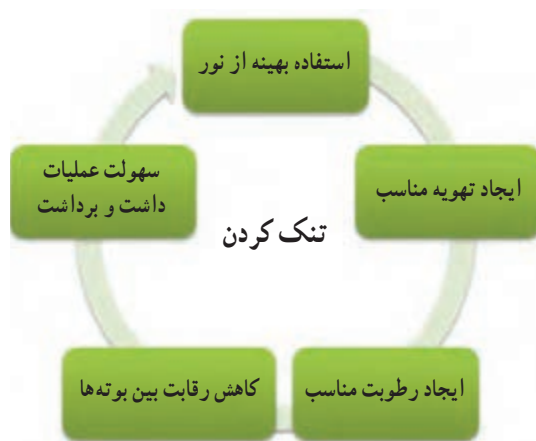 استفاده بهینه از نور
ایجاد تهویه مناسب
ایجاد رطوبت مناسب
کاهش رقابت بین بوته‌ها
سهولت عملیات
داشت و برداشت
تنک کردن